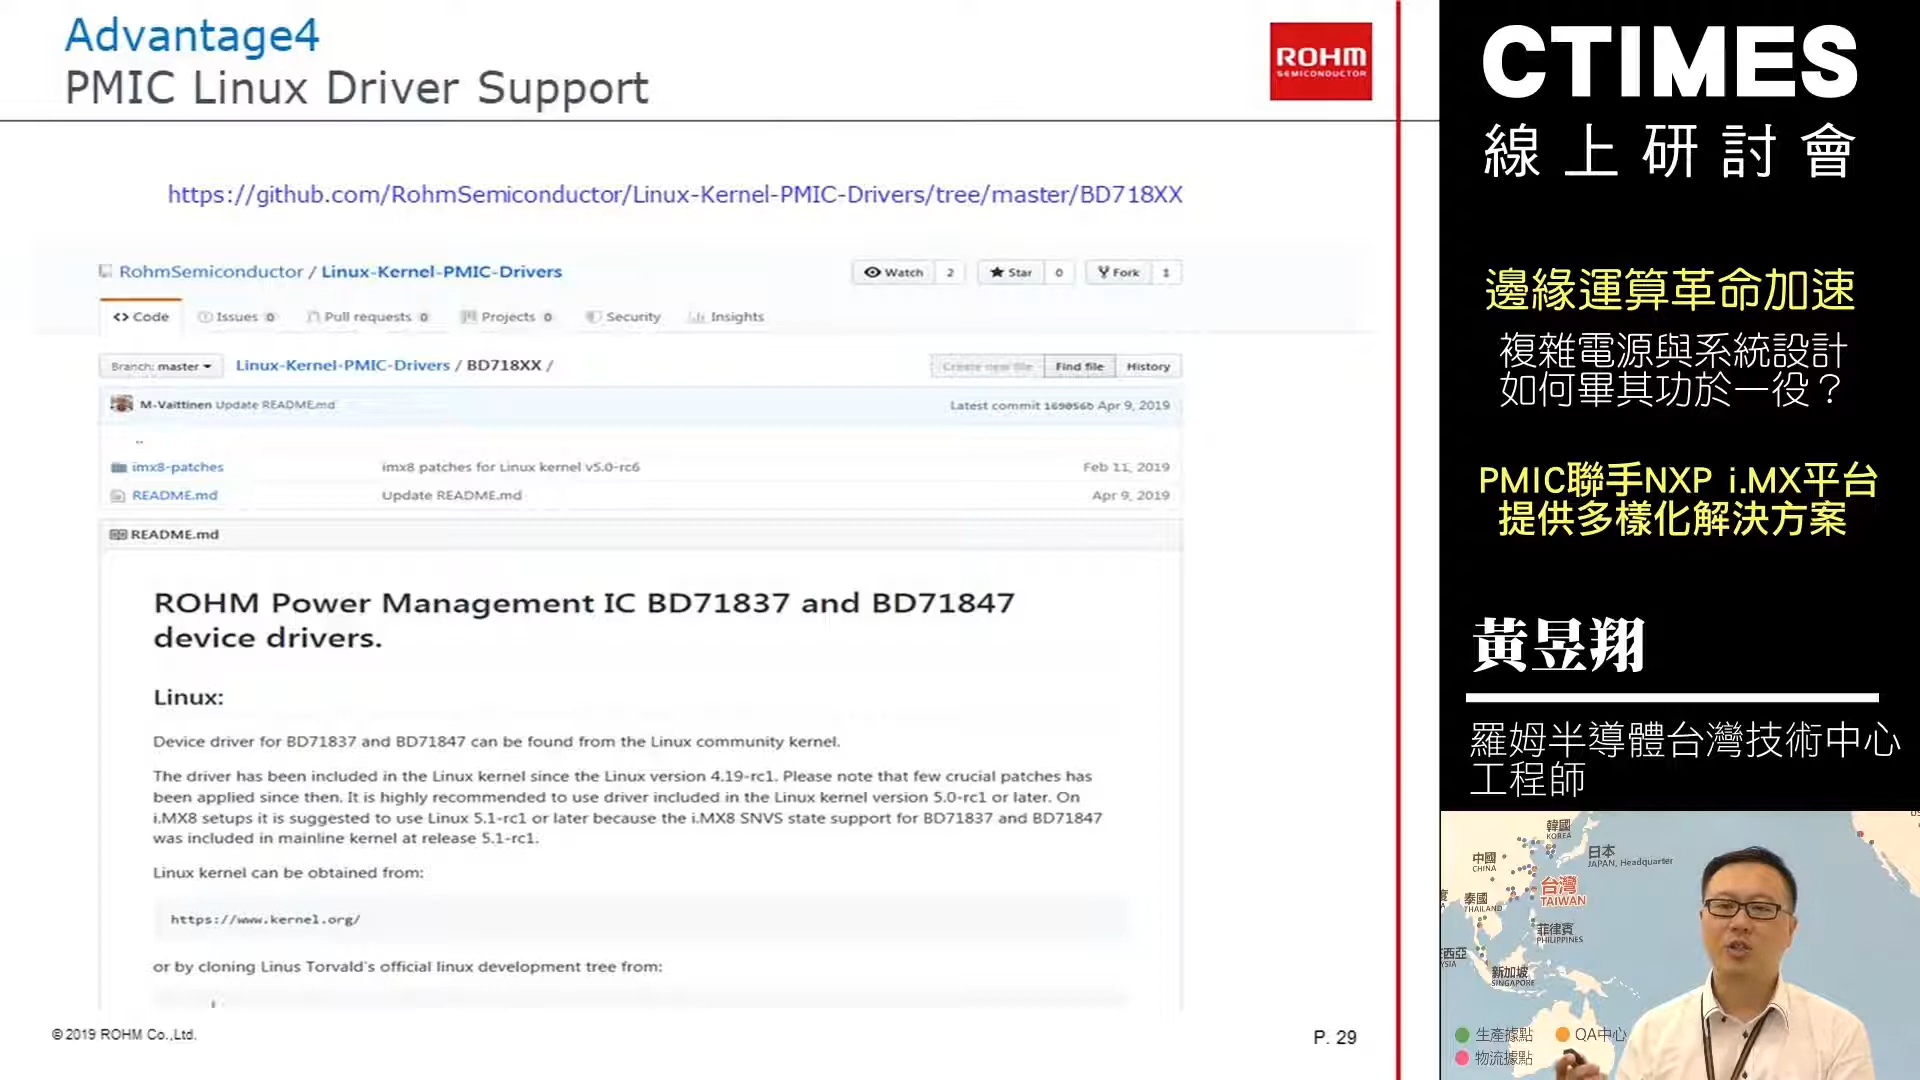 Advantage4
PMIC Linux Driver Support
ROHM
SEMICONDUCTOR
https://github.com/RohmSemiconductor/Linux-Kernel-PMIC-Drivers/tree/master/BD718XX
RohmSemiconductor / Linux-Kernel-PMIC-Drivers
Watch 2 Star 0 Fork 1
Code Issues 0 Pull requests 0 Projects 0 Security Insights
Branch: master Linux-Kernel-PMIC-Drivers / BD718XX /
Create new file Find file History
M-Vaittinen Update README.md
Latest commit 169056b Apr 9, 2019
..
imx8-patches imx8 patches for Linux kernel v5.0-rc6 Feb 11, 2019
README.md Update README.md Apr 9, 2019
README.md
ROHM Power Management IC BD71837 and BD71847
device drivers.
Linux:
Device driver for BD71837 and BD71847 can be found from the Linux community kernel.
The driver has been included in the Linux kernel since the Linux version 4.19-rc1. Please note that few crucial patches has
been applied since then. It is highly recommended to use driver included in the Linux kernel version 5.0-rc1 or later. On
i.MX8 setups it is suggested to use Linux 5.1-rc1 or later because the i.MX8 SNVS state support for BD71837 and BD71847
was included in mainline kernel at release 5.1-rc1.
Linux kernel can be obtained from:
https://www.kernel.org/
or by cloning Linus Torvald's official linux development tree from:
©2019 ROHM Co.,Ltd.
P. 29
CTIMES
線上研討會
邊緣運算革命加速
複雜電源與系統設計
如何畢其功於一役？
PMIC聯手NXP i.MX平台
提供多樣化解決方案
黃昱翔
羅姆半導體台灣技術中心
工程師
韓國
KOREA
中國
CHINA
日本
JAPAN, Headquarter
台灣
TAIWAN
泰國
THAILAND
菲律賓
PHILIPPINES
西亞
YSIA
新加坡
SINGAPORE
生產據點
QA中心
物流據點